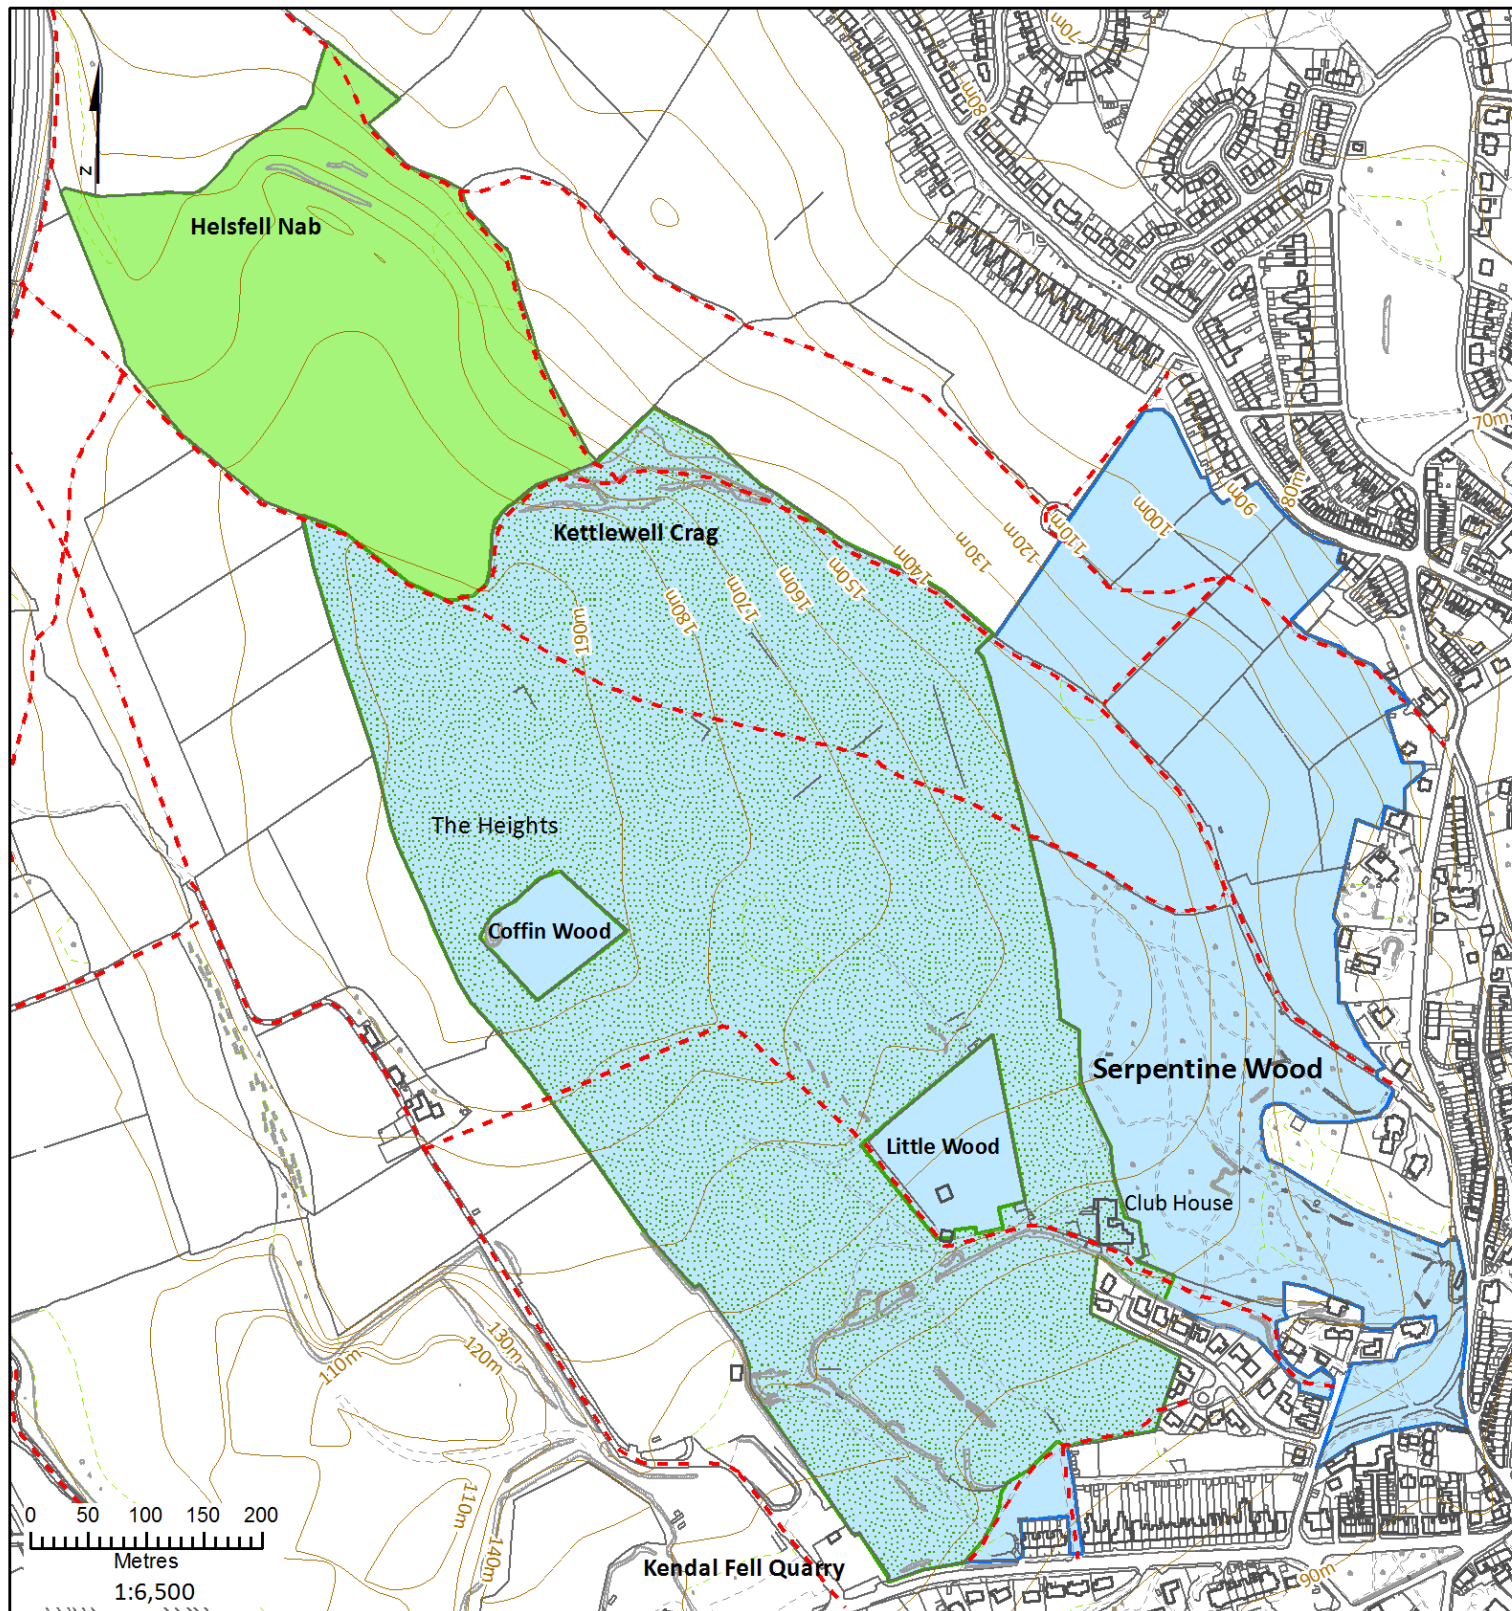 70m
80m
N
Helsfell Nab
70m
Kettlewell Crag
80m
90m
100m
110m
120m
130m
140m
150m
160m
170m
180m
190m
The Heights
Coffin Wood
Serpentine Wood
Little Wood
Club House
130m
120m
110m
110m
140m
0 50 100 150 200
Metres
1:6,500
Kendal Fell Quarry
90m